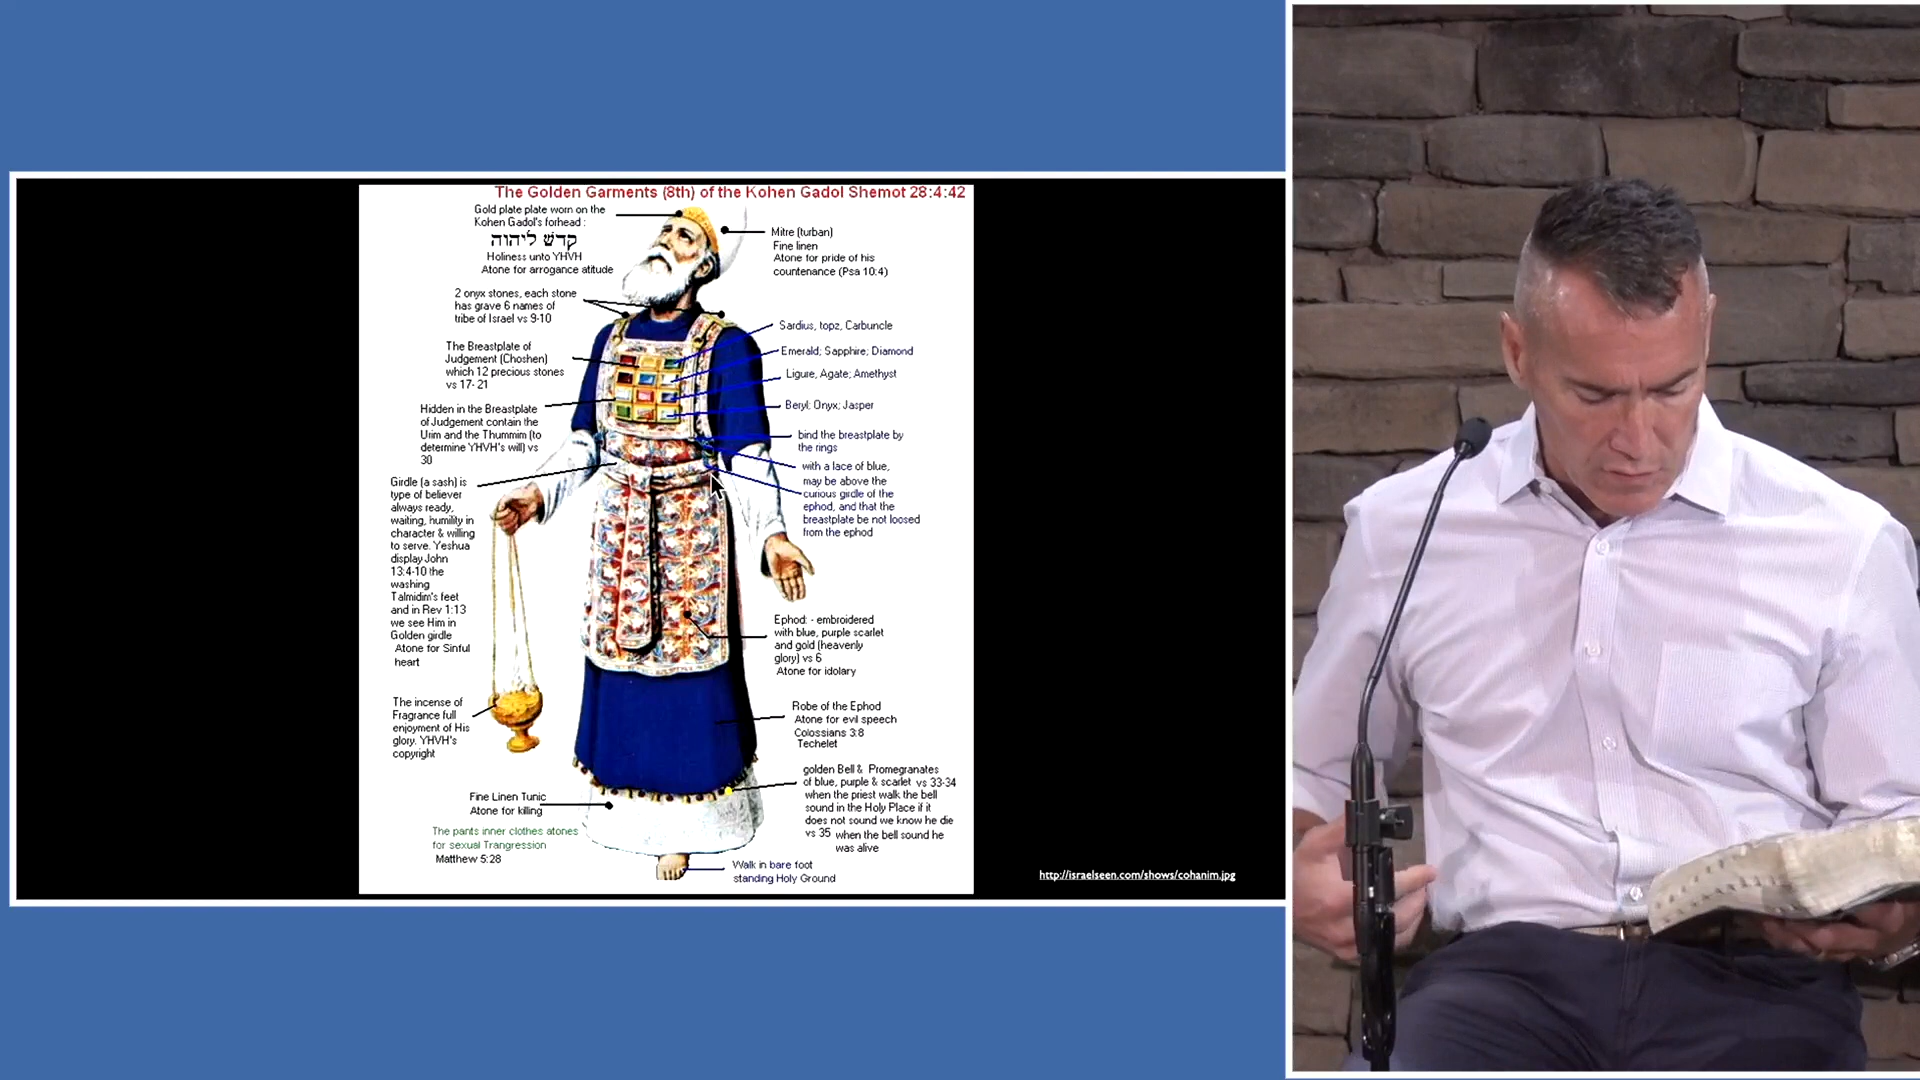 The Golden Garments (8th) of the Kohen Gadol Shemot 28:4:42
Gold plate plate worn on the
Kohen Gadol's forhead :
קדש ליהוה
Holiness unto YHVH
Atone for arrogance atitude
2 onyx stones, each stone
has grave 6 names of
tribe of Israel vs 9-10
The Breastplate of
Judgement (Choshen)
which 12 precious stones
vs 17- 21
Hidden in the Breastplate
of Judgement contain the
Urim and the Thummim (to
determine YHVH's will) vs
30
Girdle (a sash) is
type of believer
always ready,
waiting, humility in
character & willing
to serve. Yeshua
display John
13:4-10 the
washing
Talmidim's feet
and in Rev 1:13
we see Him in
Golden girdle
Atone for Sinful
heart
The incense of
Fragrance full
enjoyment of His
glory. YHVH's
copyright
Fine Linen Tunic
Atone for killing
The pants inner clothes atones
for sexual Trangression
Matthew 5:28
Mitre (turban)
Fine linen
Atone for pride of his
countenance (Psa 10:4)
Sardius, topz, Carbuncle
Emerald; Sapphire; Diamond
Ligure, Agate; Amethyst
Beryl; Onyx; Jasper
bind the breastplate by
the rings
with a lace of blue,
may be above the
curious girdle of the
ephod, and that the
breastplate be not loosed
from the ephod
Ephod: - embroidered
with blue, purple scarlet
and gold (heavenly
glory) vs 6
Atone for idolary
Robe of the Ephod
Atone for evil speech
Colossians 3:8
Techelet
golden Bell & Promegranates
of blue, purple & scarlet vs 33-34
when the priest walk the bell
sound in the Holy Place if it
does not sound we know he die
vs 35 when the bell sound he
was alive
Walk in bare foot
standing Holy Ground
http://israelseen.com/shows/cohanim.jpg